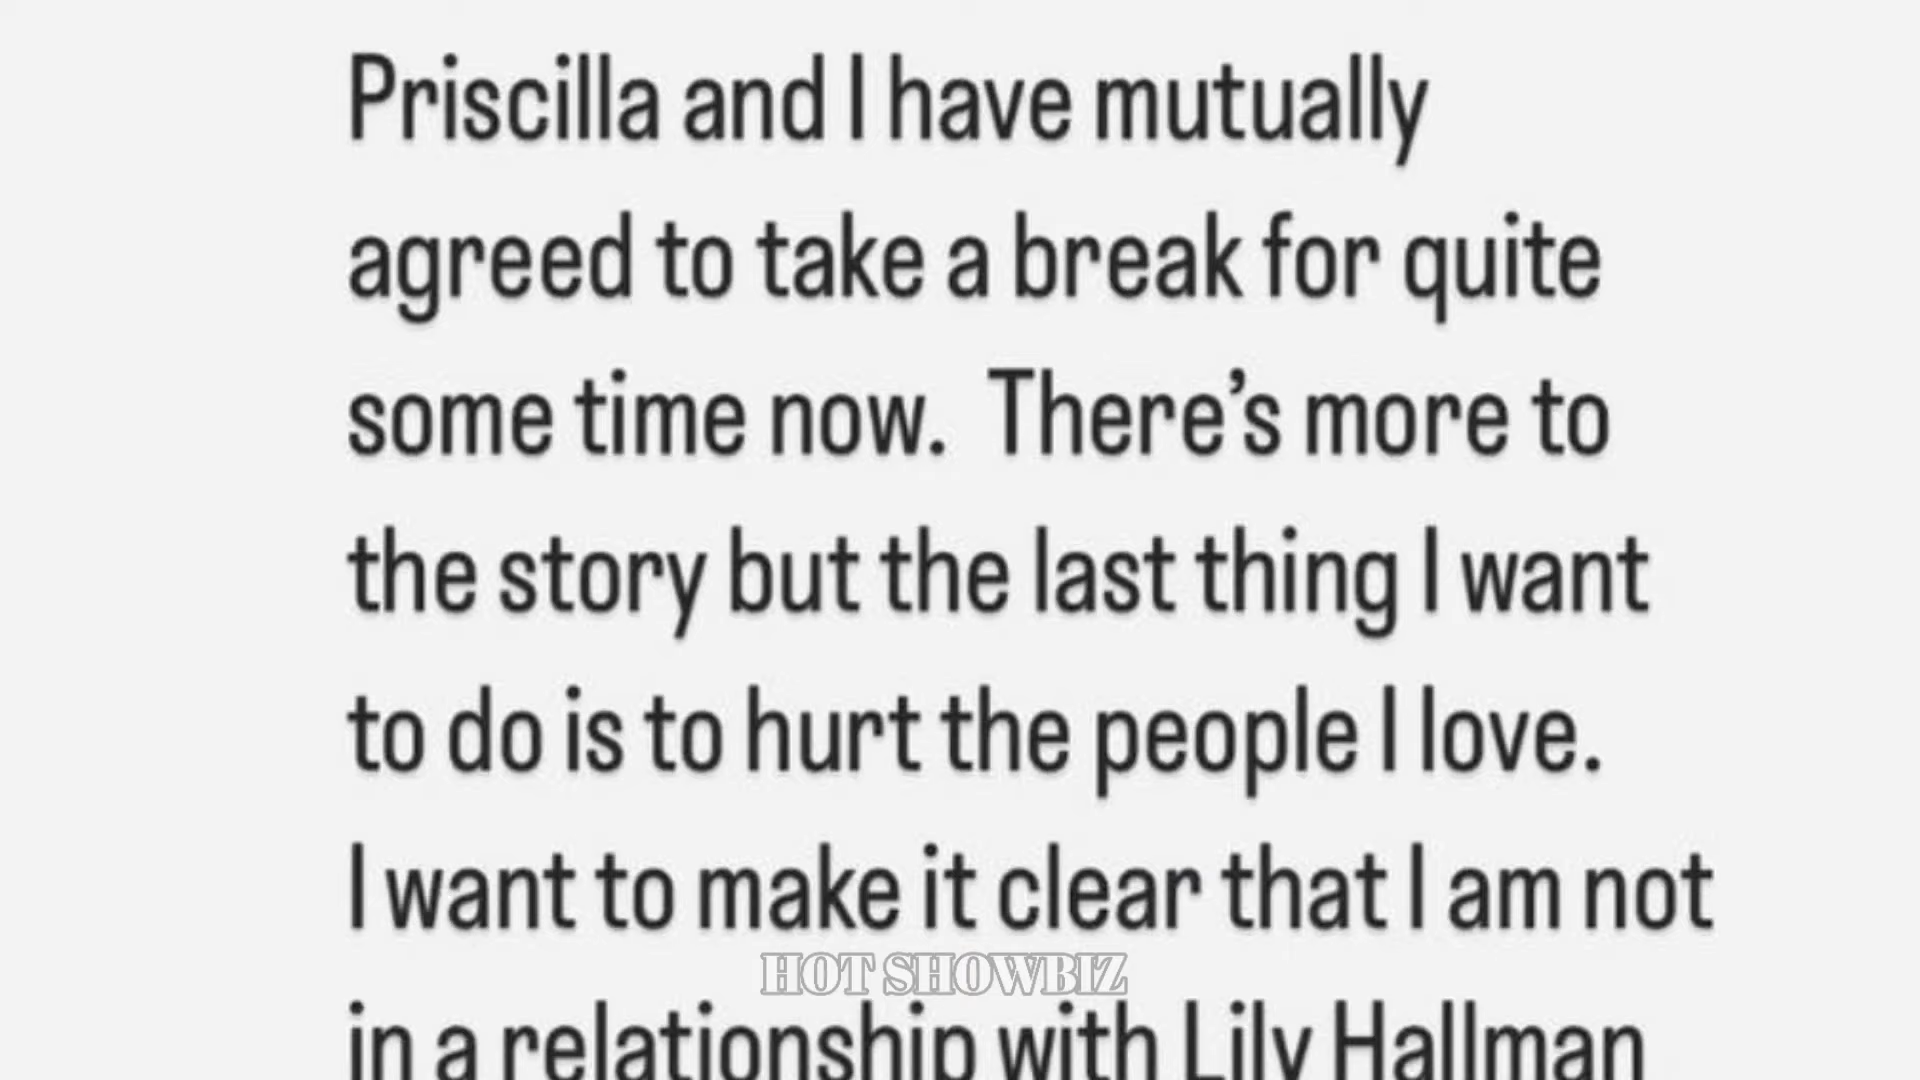 Priscilla and I have mutually
agreed to take a break for quite
some time now.  There’s more to
the story but the last thing I want
to do is to hurt the people I love.
I want to make it clear that I am not
HOT SHOWBIZ
in a relationship with Lily Hallman